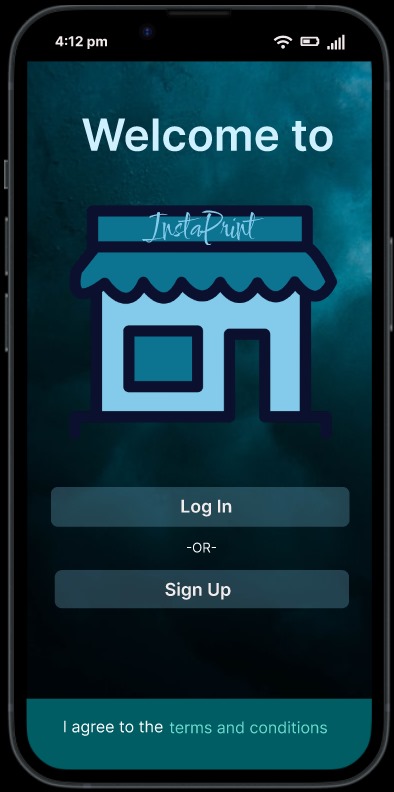 4:12 pm
Welcome to
InstaPrint
Log In
-OR-
Sign Up
I agree to the terms and conditions